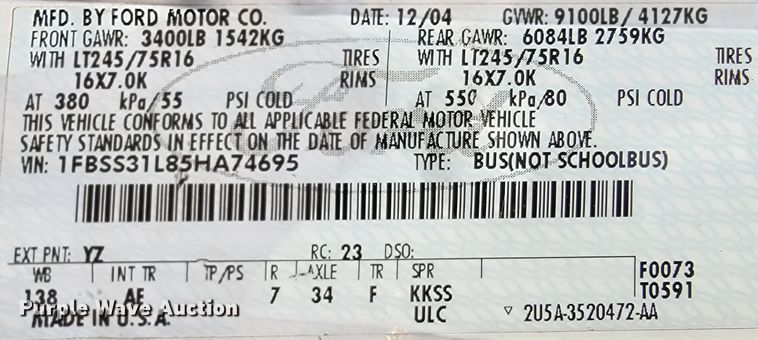 MFD. BY FORD MOTOR CO. DATE: 12/04 GVWR: 9100LB/ 4127KG
FRONT GAWR: 3400LB 1542KG REAR GAWR: 6084LB 2759KG
WITH LT245/75R16 TIRES WITH LT245/75R16 TIRES
16X7.0K RIMS 16X7.0K RIMS
AT 380 kPa/55 PSI COLD AT 550 kPa/80 PSI COLD
THIS VEHICLE CONFORMS TO ALL APPLICABLE FEDERAL MOTOR VEHICLE
SAFETY STANDARDS IN EFFECT ON THE DATE OF MANUFACTURE SHOWN ABOVE.
VIN: 1FBSS31L85HA74695 TYPE: BUS(NOT SCHOOLBUS)
EXT PNT: YZ RC: 23 DSO:
WB INT TR TP/PS R AXLE TR SPR F0073
138 AE 7 34 F KKSS T0591
Purple Wave Auction
MADE IN U.S.A. ULC ▽ 2U5A-3520472-AA